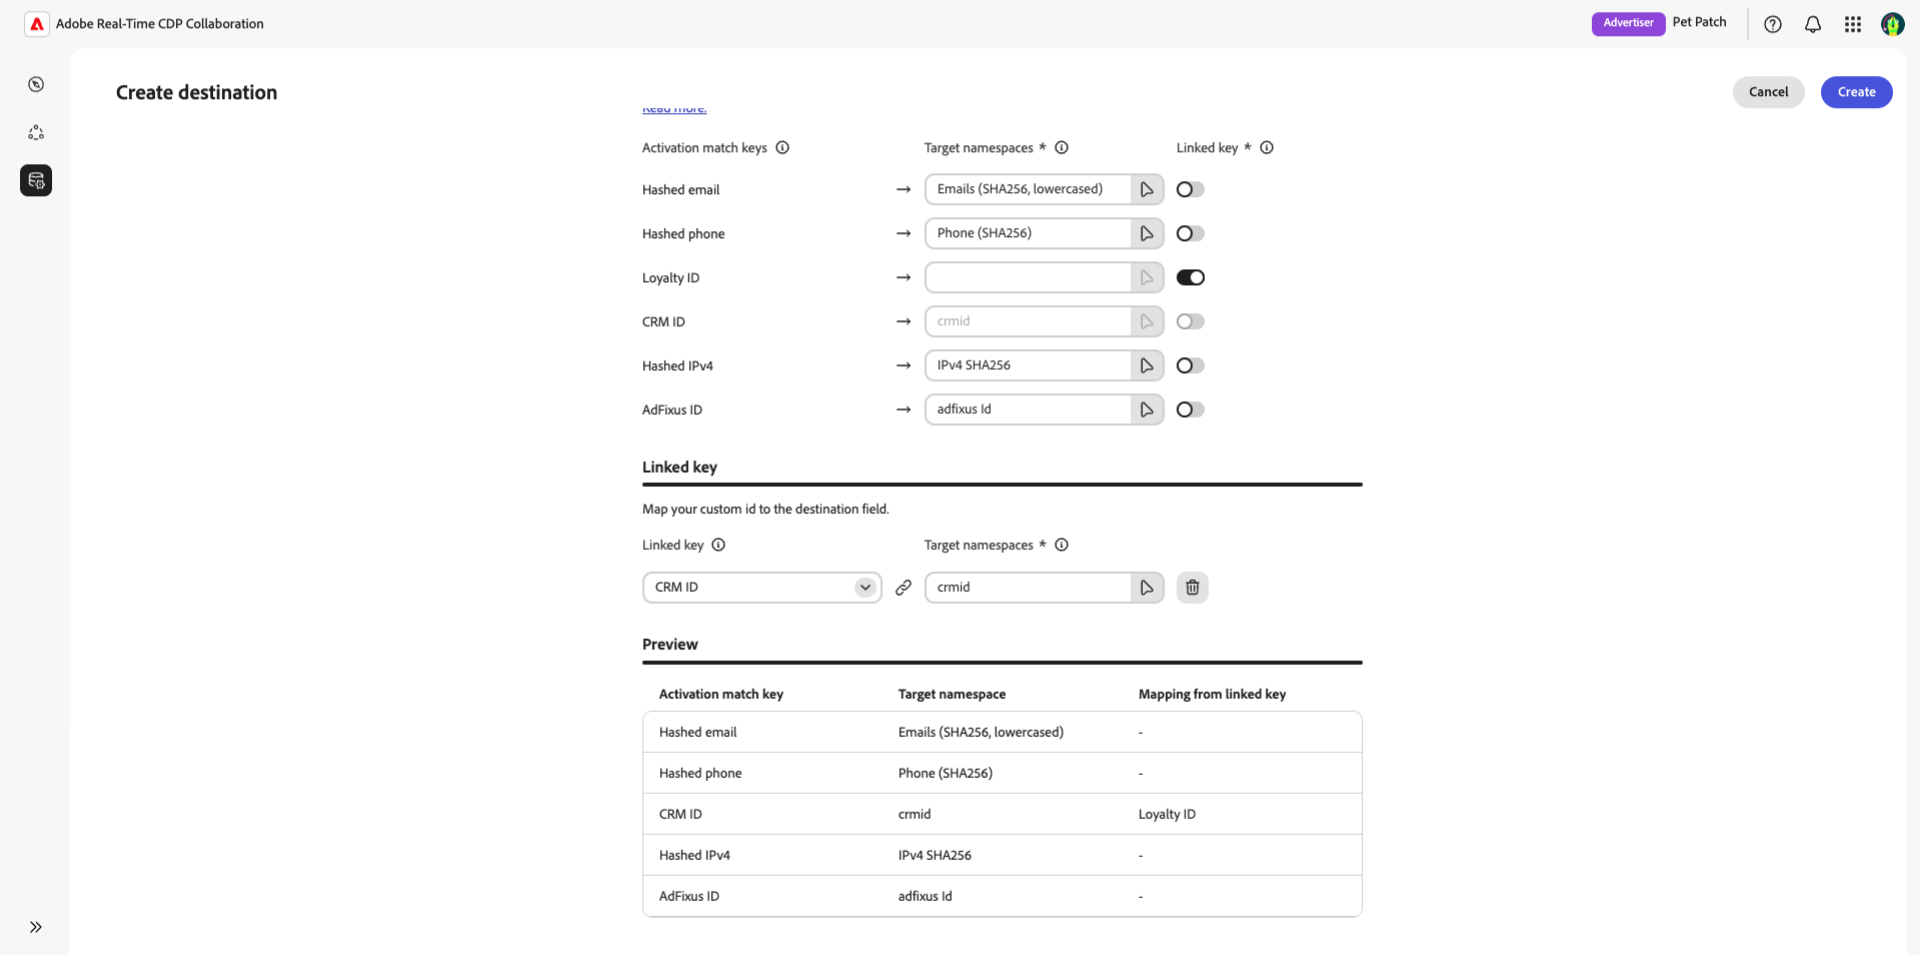 Adobe Real-Time CDP Collaboration
Advertiser
Pet Patch
Create destination
Cancel
Create
Read more.
Activation match keys
Target namespaces *
Linked key *
Hashed email
Emails (SHA256, lowercased)
Hashed phone
Phone (SHA256)
Loyalty ID
CRM ID
crmid
Hashed IPv4
IPv4 SHA256
AdFixus ID
adfixus Id
Linked key
Map your custom id to the destination field.
Linked key
Target namespaces *
CRM ID
crmid
Preview
Activation match key
Target namespace
Mapping from linked key
Hashed email
Emails (SHA256, lowercased)
-
Hashed phone
Phone (SHA256)
-
CRM ID
crmid
Loyalty ID
Hashed IPv4
IPv4 SHA256
-
AdFixus ID
adfixus Id
-